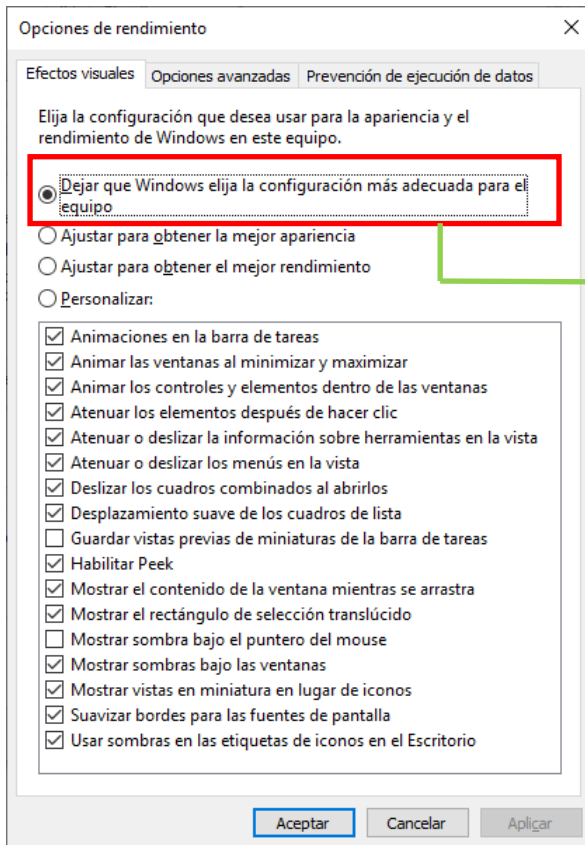 Opciones de rendimiento
Efectos visuales Opciones avanzadas Prevención de ejecución de datos
Elija la configuración que desea usar para la apariencia y el
rendimiento de Windows en este equipo.
Dejar que Windows elija la configuración más adecuada para el
equipo
Ajustar para obtener la mejor apariencia
Ajustar para obtener el mejor rendimiento
Personalizar:
Animaciones en la barra de tareas
Animar las ventanas al minimizar y maximizar
Animar los controles y elementos dentro de las ventanas
Atenuar los elementos después de hacer clic
Atenuar o deslizar la información sobre herramientas en la vista
Atenuar o deslizar los menús en la vista
Deslizar los cuadros combinados al abrirlos
Desplazamiento suave de los cuadros de lista
Guardar vistas previas de miniaturas de la barra de tareas
Habilitar Peek
Mostrar el contenido de la ventana mientras se arrastra
Mostrar el rectángulo de selección translúcido
Mostrar sombra bajo el puntero del mouse
Mostrar sombras bajo las ventanas
Mostrar vistas en miniatura en lugar de iconos
Suavizar bordes para las fuentes de pantalla
Usar sombras en las etiquetas de iconos en el Escritorio
Aceptar Cancelar Aplicar